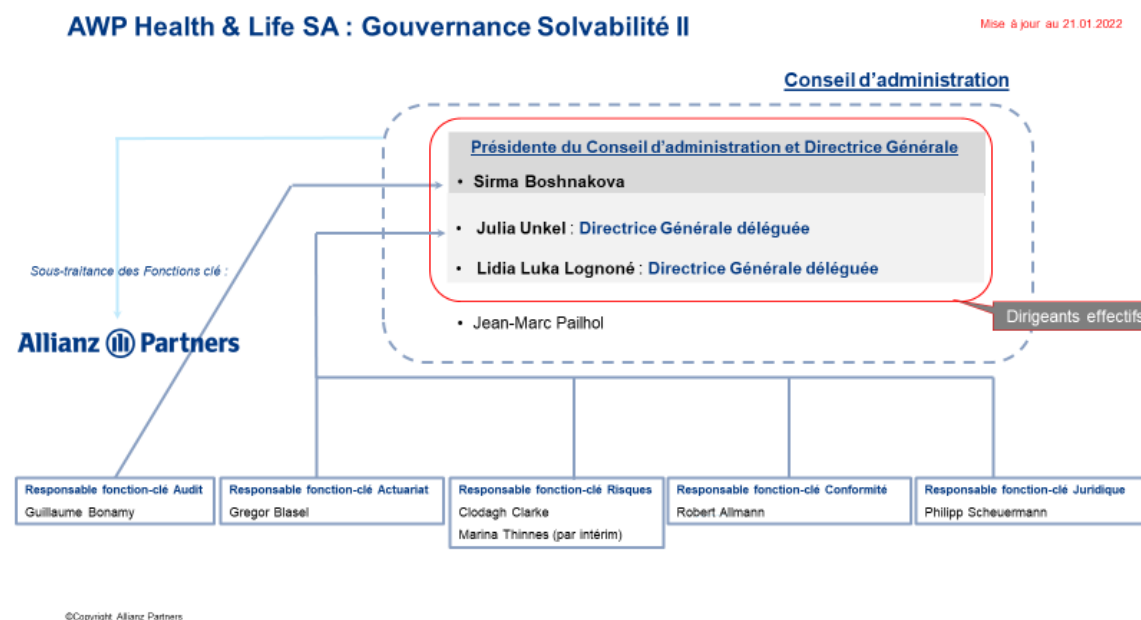 AWP Health & Life SA : Gouvernance Solvabilité II
Mise à jour au 21.01.2022
Conseil d'administration
Présidente du Conseil d'administration et Directrice Générale
• Sirma Boshnakova
• Julia Unkel : Directrice Générale déléguée
• Lidia Luka Lognoné : Directrice Générale déléguée
Sous-traitance des Fonctions clé :
Dirigeants effectifs
• Jean-Marc Pailhol
Allianz Partners
Responsable fonction-clé Audit
Guillaume Bonamy
Responsable fonction-clé Actuariat
Gregor Blasel
Responsable fonction-clé Risques
Clodagh Clarke
Marina Thinnes (par intérim)
Responsable fonction-clé Conformité
Robert Allmann
Responsable fonction-clé Juridique
Philipp Scheuermann
©Copyright Allianz Partners